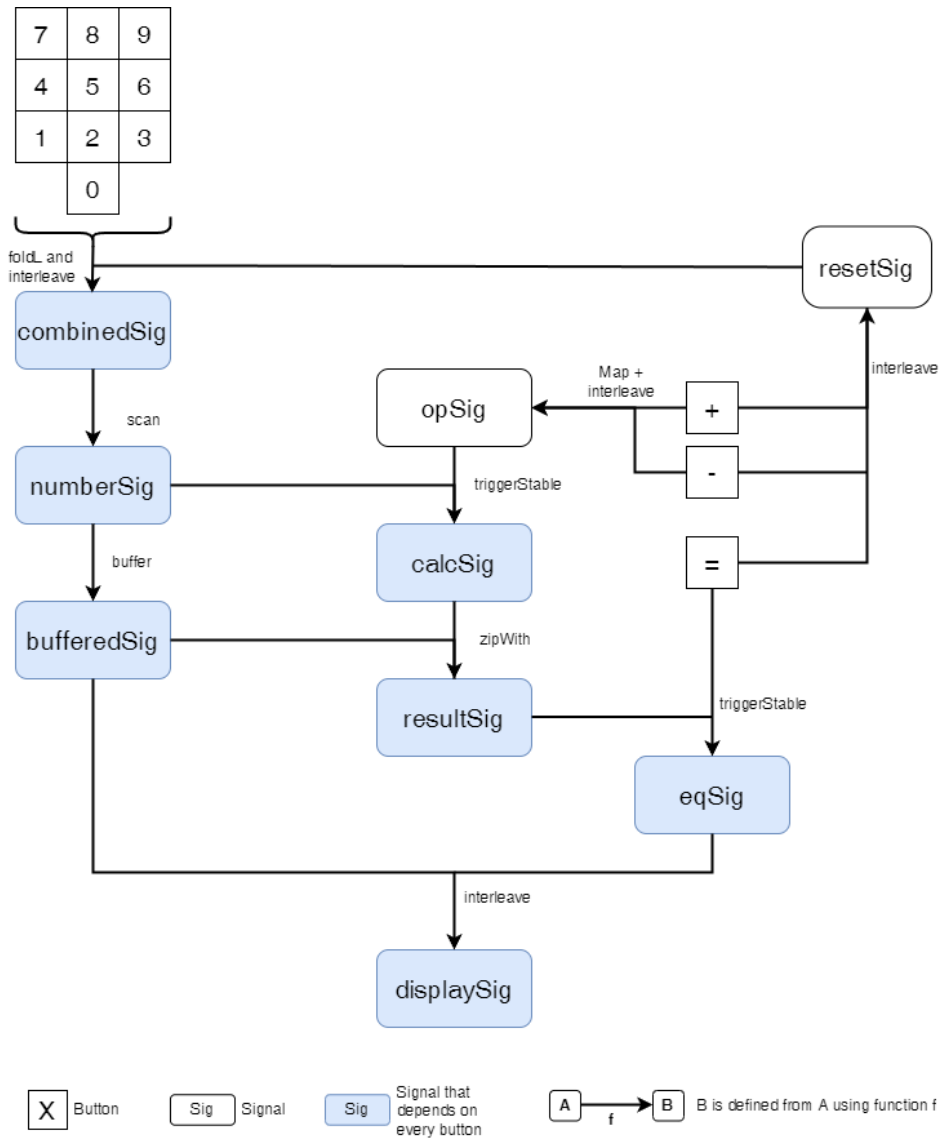 7 8 9
4 5 6
1 2 3
0
foldL and
interleave
resetSig
combinedSig
interleave
Map +
interleave
opSig
+
scan
-
numberSig
triggerStable
buffer
calcSig
=
bufferedSig
zipWith
resultSig
triggerStable
eqSig
interleave
displaySig
X Button
Sig Signal
Sig
Signal that
depends on
every button
A B
f
B is defined from A using function f